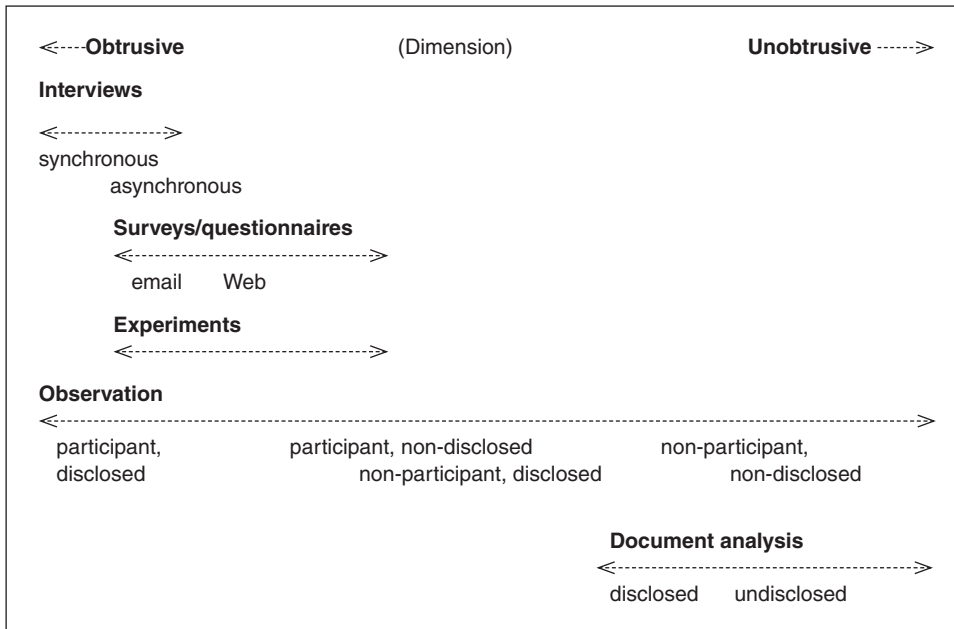 Obtrusive (Dimension) Unobtrusive
Interviews
synchronous
asynchronous
Surveys/questionnaires
email Web
Experiments
Observation
participant, participant, non-disclosed non-participant,
disclosed non-participant, disclosed non-disclosed
Document analysis
disclosed undisclosed